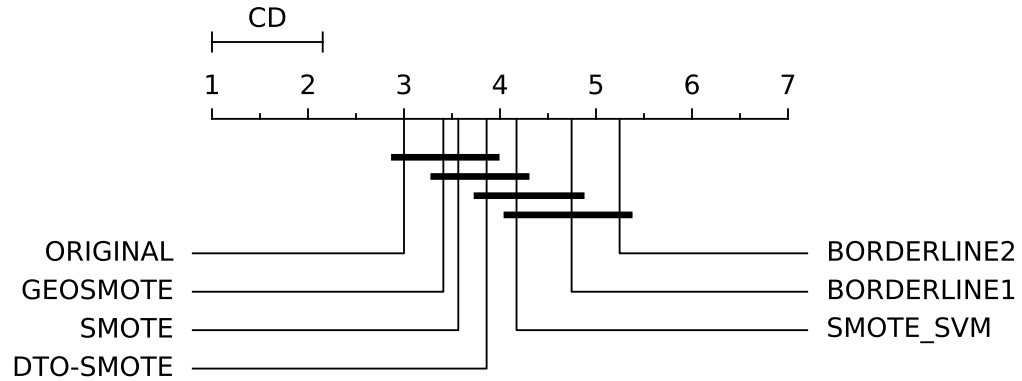 CD
1 2 3 4 5 6 7
ORIGINAL BORDERLINE2
GEOSMOTE BORDERLINE1
SMOTE SMOTE_SVM
DTO-SMOTE